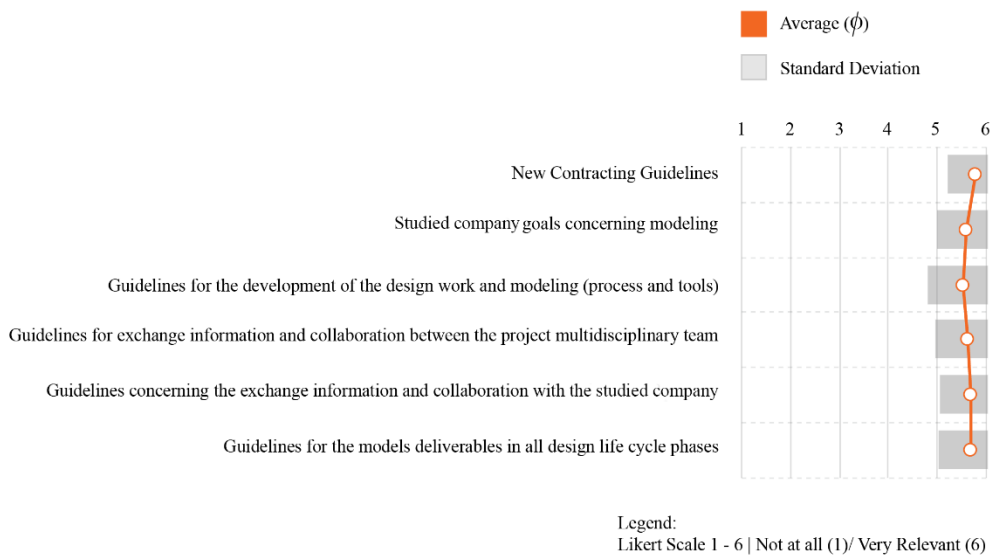 Average (ϕ)
Standard Deviation
1 2 3 4 5 6
New Contracting Guidelines
Studied company goals concerning modeling
Guidelines for the development of the design work and modeling (process and tools)
Guidelines for exchange information and collaboration between the project multidisciplinary team
Guidelines concerning the exchange information and collaboration with the studied company
Guidelines for the models deliverables in all design life cycle phases
Legend:
Likert Scale 1 - 6 | Not at all (1)/ Very Relevant (6)